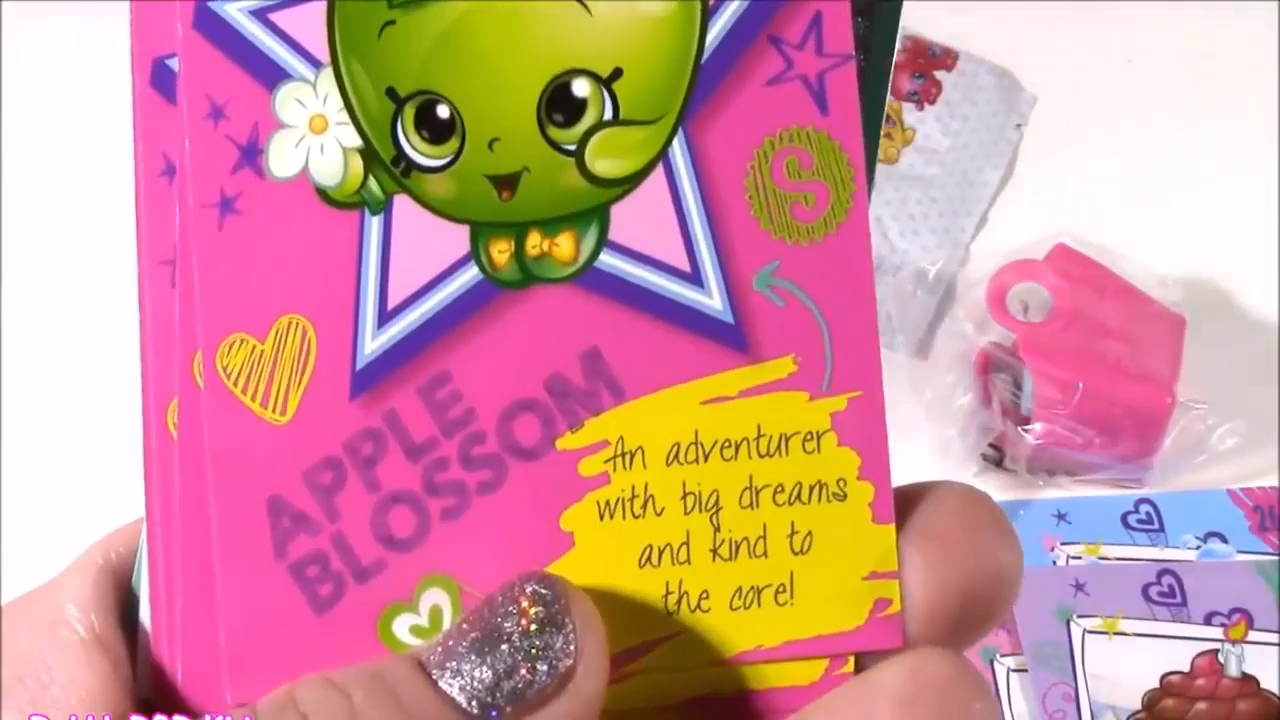 S
APPLE
BLOSSOM
An adventurer
with big dreams
and kind to
the core!